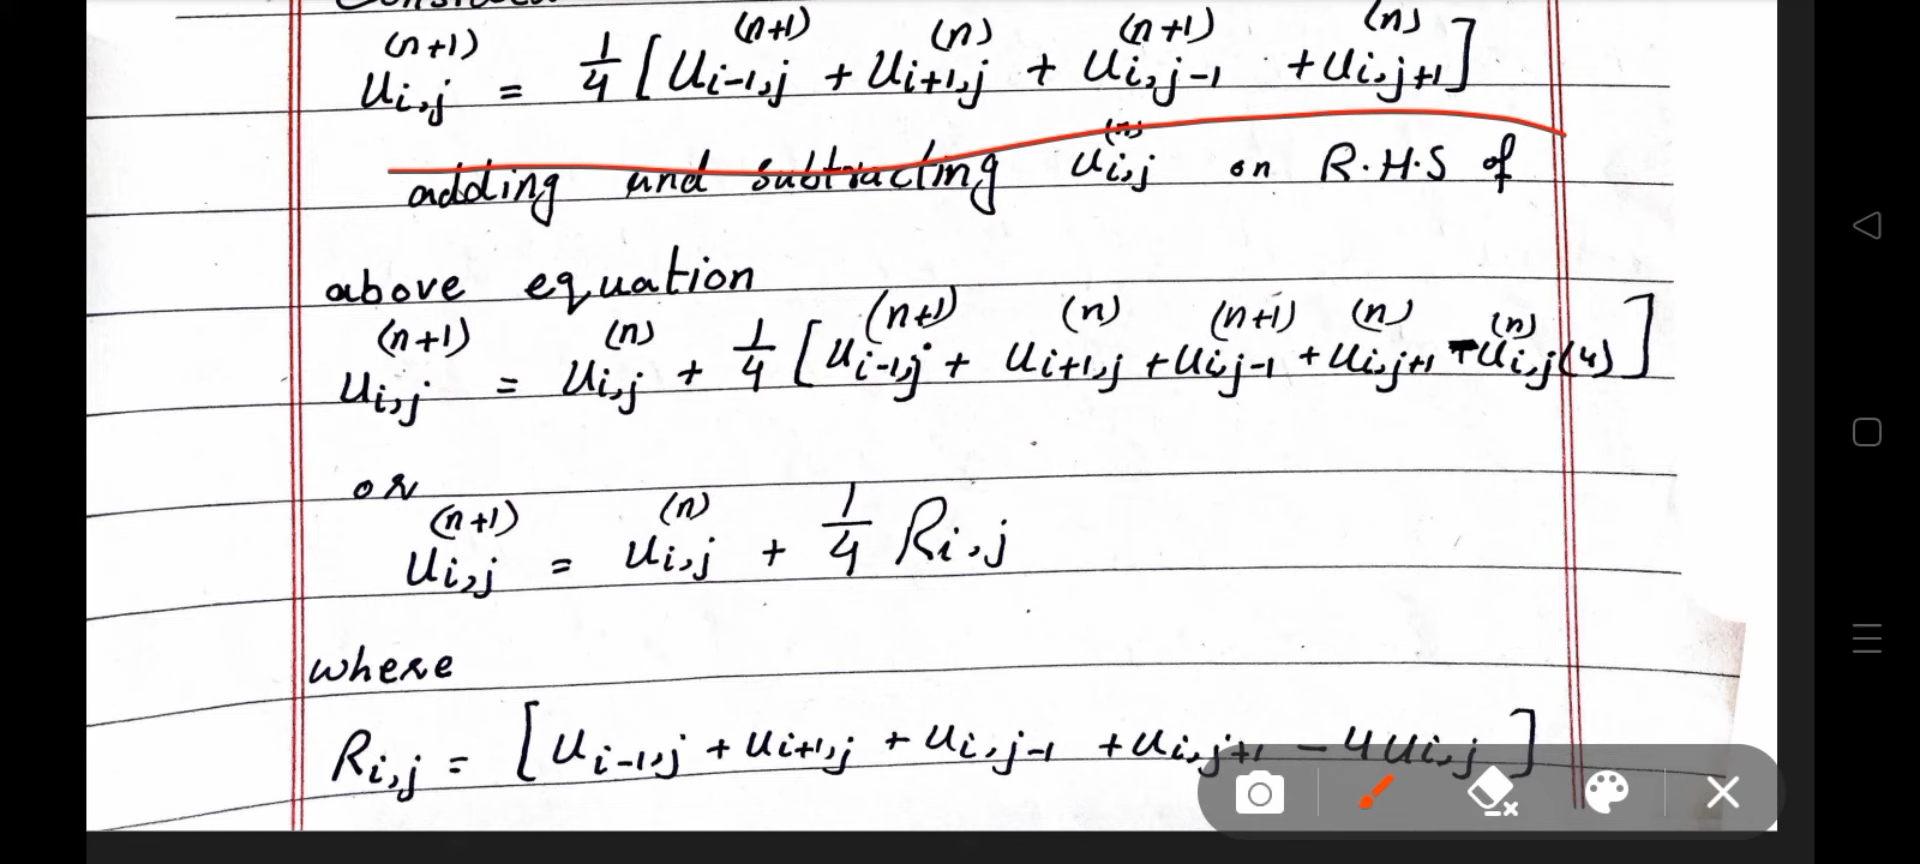 u_{i,j}^{(n+1)} = 1/4 [u_{i-1,j}^{(n+1)} + u_{i+1,j}^{(n)} + u_{i,j-1}^{(n+1)} + u_{i,j+1}^{(n)}]
adding and subtracting u_{i,j}^{(n)} on R.H.S of
above equation
u_{i,j}^{(n+1)} = u_{i,j}^{(n)} + 1/4 [u_{i-1,j}^{(n+1)} + u_{i+1,j}^{(n)} + u_{i,j-1}^{(n+1)} + u_{i,j+1}^{(n)} - u_{i,j}^{(n)}(4)]
or
u_{i,j}^{(n+1)} = u_{i,j}^{(n)} + 1/4 R_{i,j}
where
R_{i,j} = [u_{i-1,j} + u_{i+1,j} + u_{i,j-1} + u_{i,j+1} - 4u_{i,j}]